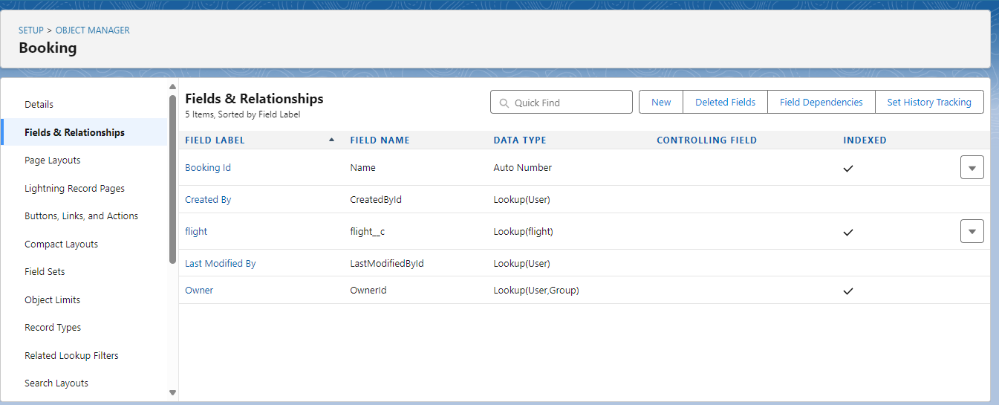 SETUP > OBJECT MANAGER
Booking
Details
Fields & Relationships
Page Layouts
Lightning Record Pages
Buttons, Links, and Actions
Compact Layouts
Field Sets
Object Limits
Record Types
Related Lookup Filters
Search Layouts
Fields & Relationships
5 Items, Sorted by Field Label
Quick Find
New Deleted Fields Field Dependencies Set History Tracking
FIELD LABEL FIELD NAME DATA TYPE CONTROLLING FIELD INDEXED
Booking Id Name Auto Number
Created By CreatedById Lookup(User)
flight flight__c Lookup(flight)
Last Modified By LastModifiedById Lookup(User)
Owner OwnerId Lookup(User,Group)